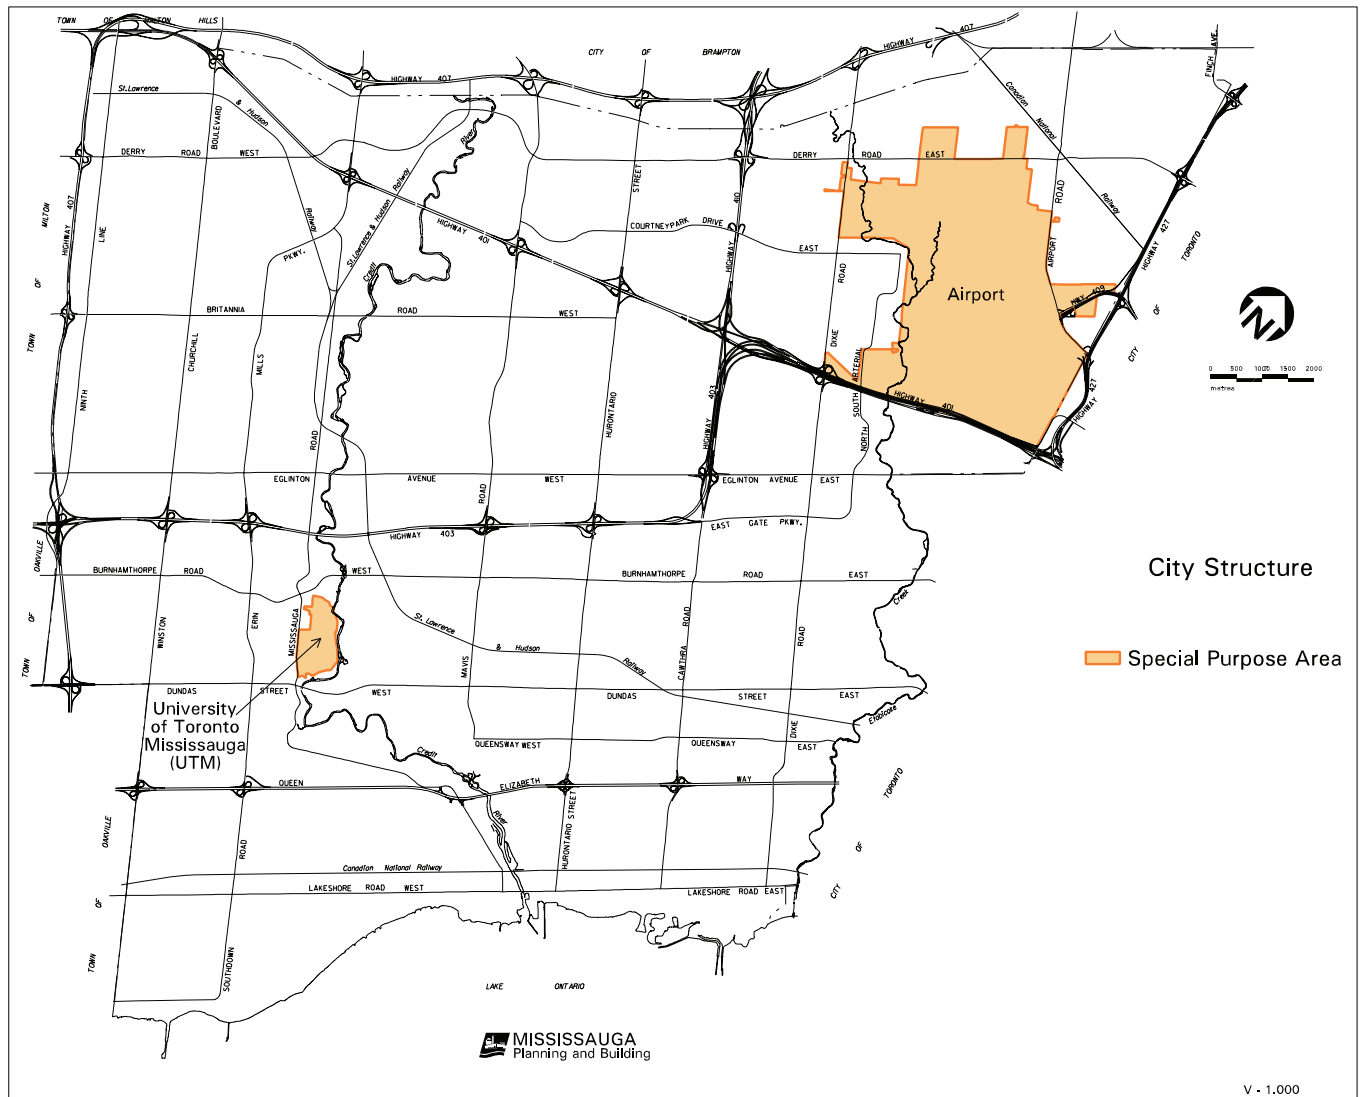 TOWN OF MILTON HILLS
CITY OF BRAMPTON
HIGHWAY 407
HIGHWAY 407
FINCH AVE.
St.Lawrence & Hudson Railway
BOULEVARD
River
Canadian National Railway
DERRY ROAD WEST
DERRY ROAD EAST
STREET
ROAD
MILTON
HIGHWAY 407
LINE
St.Lawrence & Hudson Railway
HIGHWAY 401
410
COURTNEYPARK DRIVE
EAST
HIGHWAY
AIRPORT
HIGHWAY 427
TORONTO
PKWY.
Credit
ROAD
OF
Airport
HWY. 409
OF
N
BRITANNIA ROAD WEST
TOWN
CHURCHILL
MILLS
DIXIE
ARTERIAL
CITY
0 500 1000 1500 2000
metres
NINTH
HURONTARIO
403
HIGHWAY
HIGHWAY 401
SOUTH
NORTH
HIGHWAY 427
ROAD
EGLINTON AVENUE WEST
EGLINTON AVENUE EAST
ROAD
HIGHWAY 403
EAST GATE PKWY.
OAKVILLE
BURNHAMTHORPE ROAD WEST
BURNHAMTHORPE ROAD EAST
City Structure
Creek
OF
WINSTON
ERIN
MISSISSAUGA
St. Lawrence & Hudson Railway
ROAD
ROAD
Special Purpose Area
MAVIS
CAWTHRA
TOWN
DUNDAS STREET WEST
DUNDAS STREET EAST
Etobicoke
University
of Toronto
Mississauga
(UTM)
DIXIE
QUEENSWAY WEST
QUEENSWAY EAST
Credit
QUEEN ELIZABETH WAY
TORONTO
OAKVILLE
ROAD
River
HURONTARIO STREET
OF
Canadian National Railway
LAKESHORE ROAD WEST
LAKESHORE ROAD EAST
CITY
OF
TOWN
SOUTHDOWN
LAKE ONTARIO
MISSISSAUGA
Planning and Building
V - 1.000